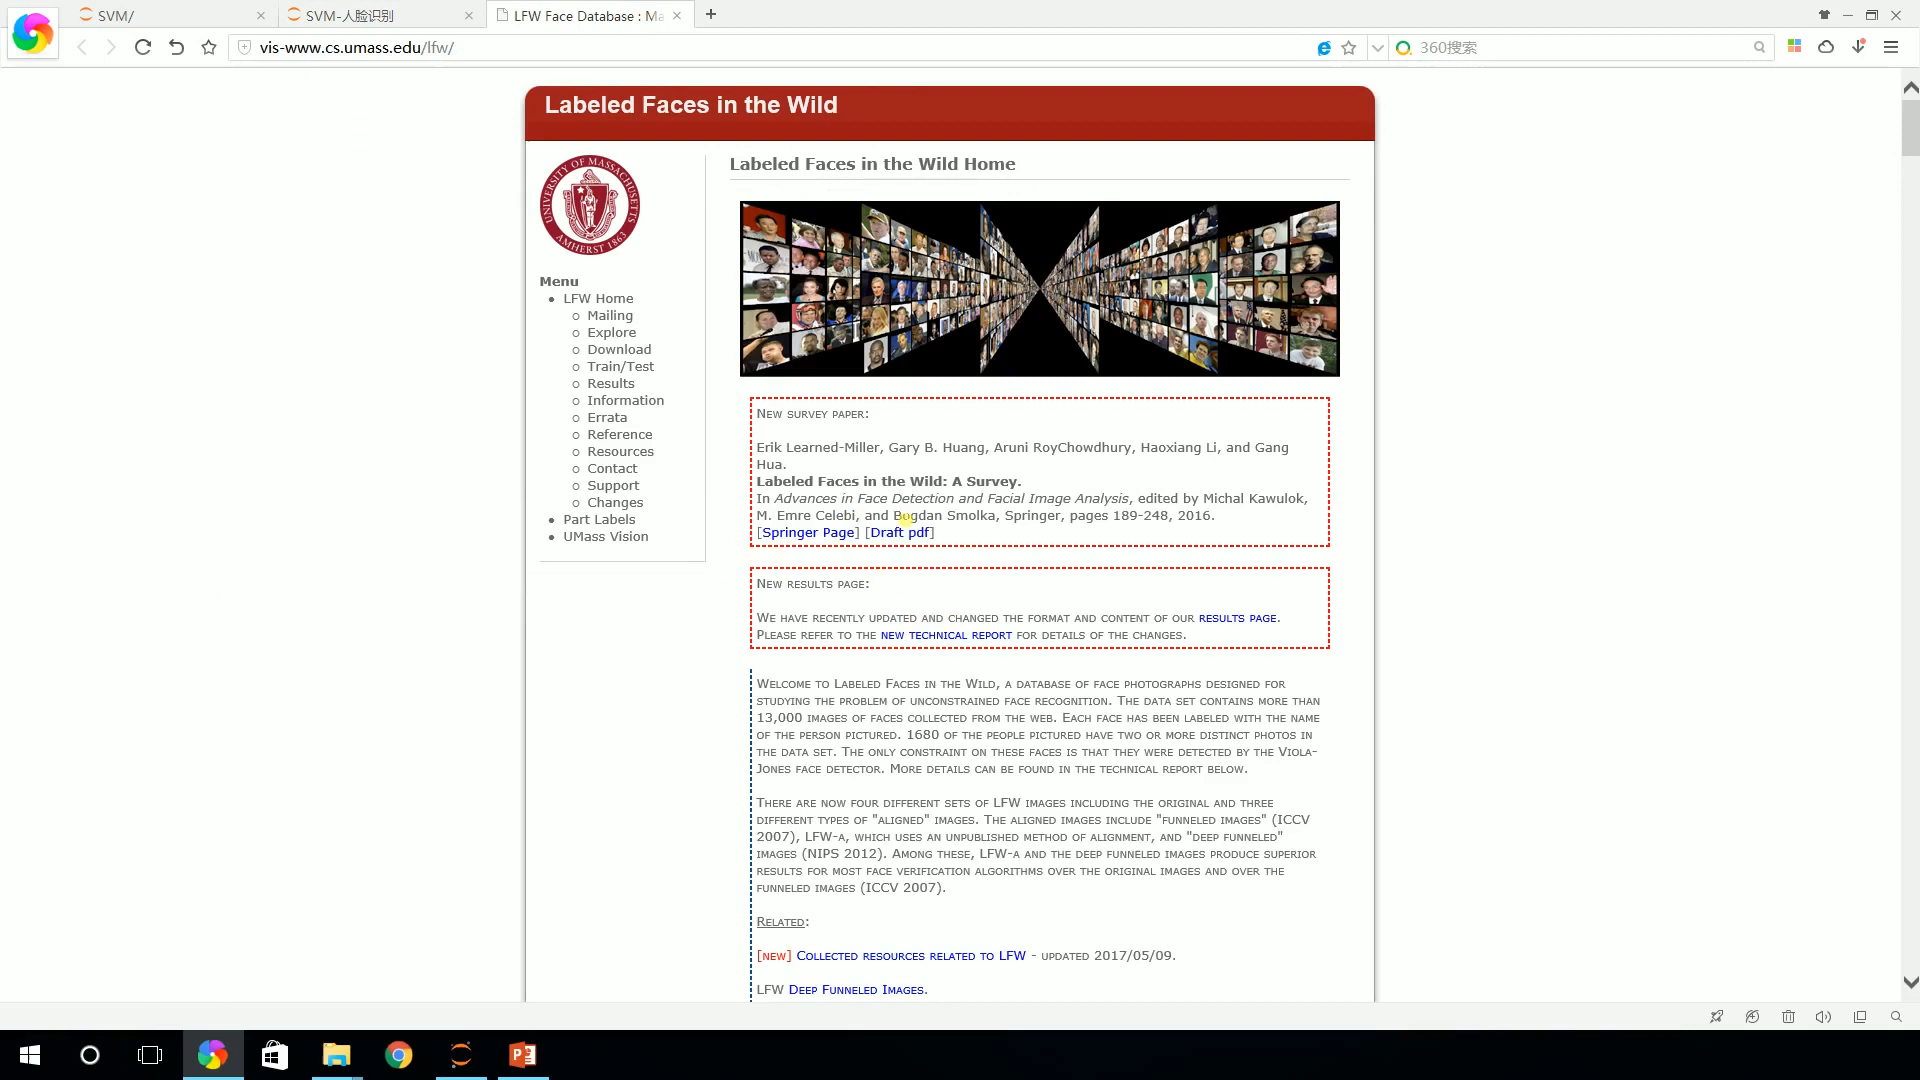 SVM/
SVM-人脸识别
LFW Face Database : Ma
vis-www.cs.umass.edu/lfw/
360搜索
Labeled Faces in the Wild
UNIVERSITY OF MASSACHUSETTS
AMHERST 1863
Labeled Faces in the Wild Home
Menu
LFW Home
Mailing
Explore
Download
Train/Test
Results
Information
Errata
Reference
Resources
Contact
Support
Changes
Part Labels
UMass Vision
New survey paper:
Erik Learned-Miller, Gary B. Huang, Aruni RoyChowdhury, Haoxiang Li, and Gang
Hua.
Labeled Faces in the Wild: A Survey.
In Advances in Face Detection and Facial Image Analysis, edited by Michal Kawulok,
M. Emre Celebi, and Bogdan Smolka, Springer, pages 189-248, 2016.
[Springer Page] [Draft pdf]
New results page:
We have recently updated and changed the format and content of our results page.
Please refer to the new technical report for details of the changes.
Welcome to Labeled Faces in the Wild, a database of face photographs designed for
studying the problem of unconstrained face recognition. The data set contains more than
13,000 images of faces collected from the web. Each face has been labeled with the name
of the person pictured. 1680 of the people pictured have two or more distinct photos in
the data set. The only constraint on these faces is that they were detected by the Viola-
Jones face detector. More details can be found in the technical report below.
There are now four different sets of LFW images including the original and three
different types of "aligned" images. The aligned images include "funneled images" (ICCV
2007), LFW-a, which uses an unpublished method of alignment, and "deep funneled"
images (NIPS 2012). Among these, LFW-a and the deep funneled images produce superior
results for most face verification algorithms over the original images and over the
funneled images (ICCV 2007).
Related:
[new] Collected resources related to LFW - updated 2017/05/09.
LFW Deep Funneled Images.